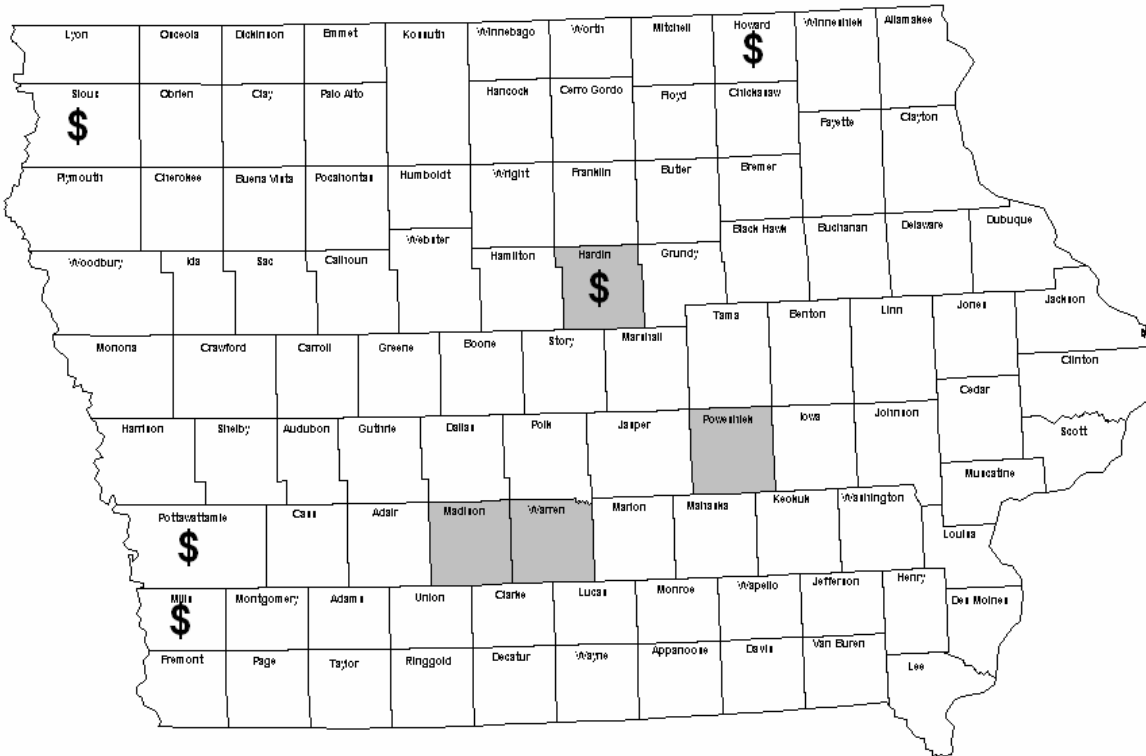 Lyon Osceola Dickinson Emmet Kossuth Winnebago Worth Mitchell Howard Winneshiek Allamakee
$
Sioux Obrien Clay Palo Alto Hancock Cerro Gordo Floyd Chickasaw
$
Fayette Clayton
Plymouth Cherokee Buena Vista Pocahontas Humboldt Wright Franklin Butler Bremer
Webster Black Hawk Buchanan Delaware Dubuque
Woodbury Ida Sac Calhoun Hamilton Hardin Grundy
$
Tama Benton Linn Jones Jackson
Monona Crawford Carroll Greene Boone Story Marshall
Clinton
Cedar
Harrison Shelby Audubon Guthrie Dallas Polk Jasper Poweshiek Iowa Johnson Scott
Muscatine
Pottawattamie Cass Adair Madison Warren Marion Mahaska Keokuk Washington
$
Louisa
Mills Montgomery Adams Union Clarke Lucas Monroe Wapello Jefferson Henry Des Moines
$
Fremont Page Taylor Ringgold Decatur Wayne Appanoose Davis Van Buren Lee